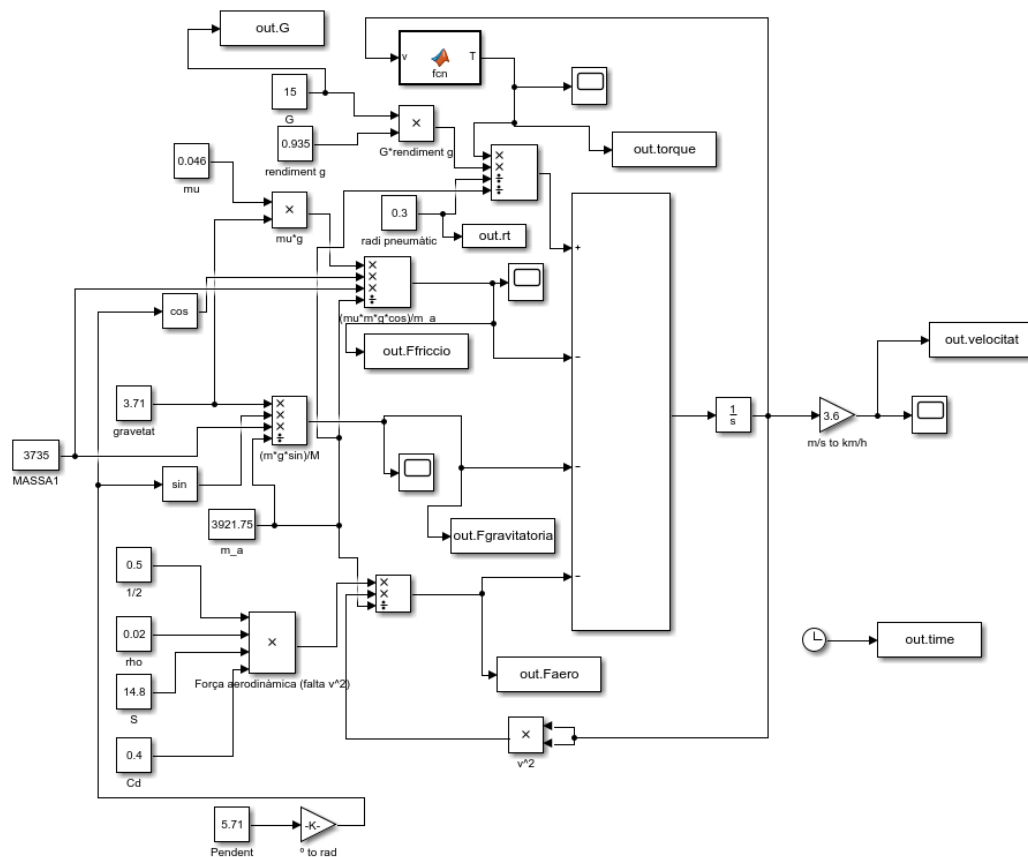 out.G
v
T
fcn
15
G
×
G*rendiment g
0.935
rendiment g
out.torque
0.046
mu
×
×
÷
÷
×
mu*g
0.3
radi pneumàtic
out.rt
+
×
×
×
÷
(mu*m*g*cos)/m_a
cos
out.Ffriccio
−
out.velocitat
3.71
gravetat
×
×
×
÷
(m*g*sin)/M
1
s
3.6
m/s to km/h
3735
MASSA1
sin
−
3921.75
m_a
out.Fgravitatoria
0.5
1/2
×
×
÷
−
0.02
rho
×
Força aerodinàmica (falta v^2)
out.time
14.8
S
out.Faero
×
v^2
0.4
Cd
5.71
Pendent
-K-
º to rad